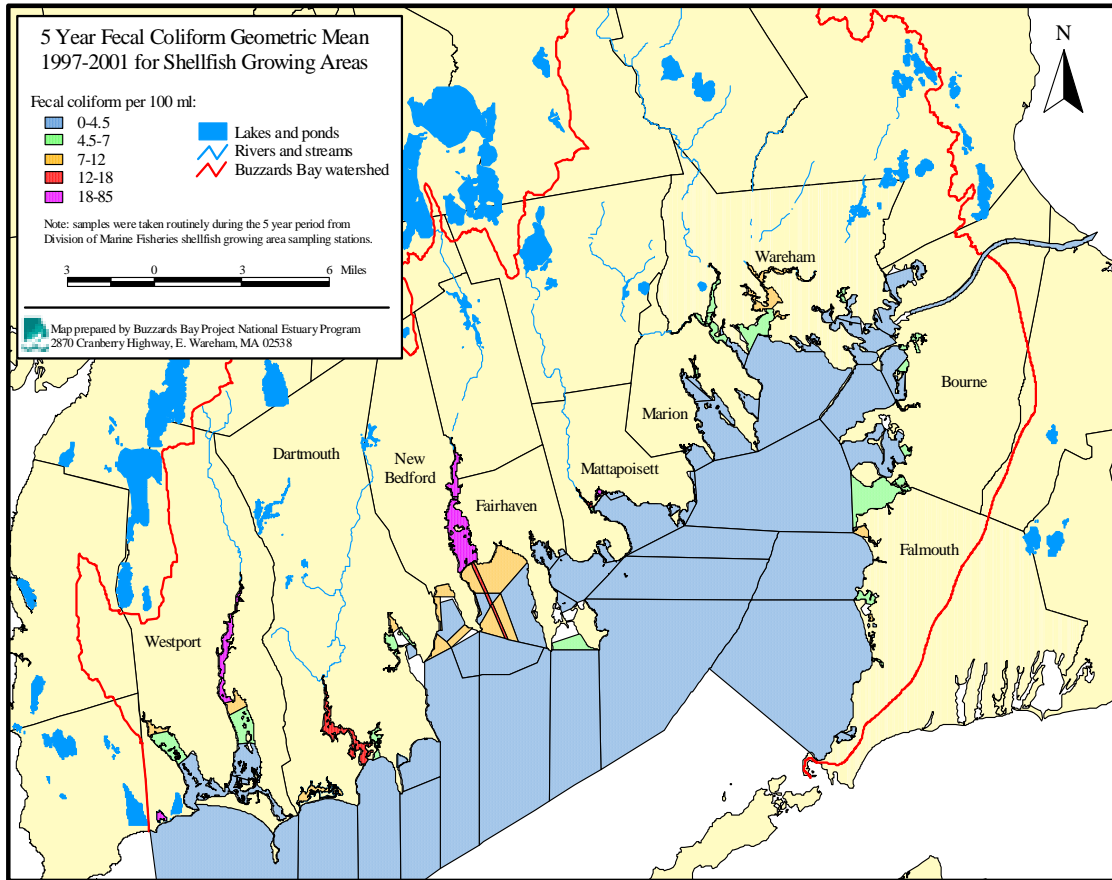 5 Year Fecal Coliform Geometric Mean
1997-2001 for Shellfish Growing Areas
Fecal coliform per 100 ml:
0-4.5
4.5-7
7-12
12-18
18-85
Lakes and ponds
Rivers and streams
Buzzards Bay watershed
Note: samples were taken routinely during the 5 year period from
Division of Marine Fisheries shellfish growing area sampling stations.
3 0 3 6 Miles
Map prepared by Buzzards Bay Project National Estuary Program
2870 Cranberry Highway, E. Wareham, MA 02538
N
Wareham
Bourne
Marion
Dartmouth
New
Bedford
Mattapoisett
Fairhaven
Falmouth
Westport